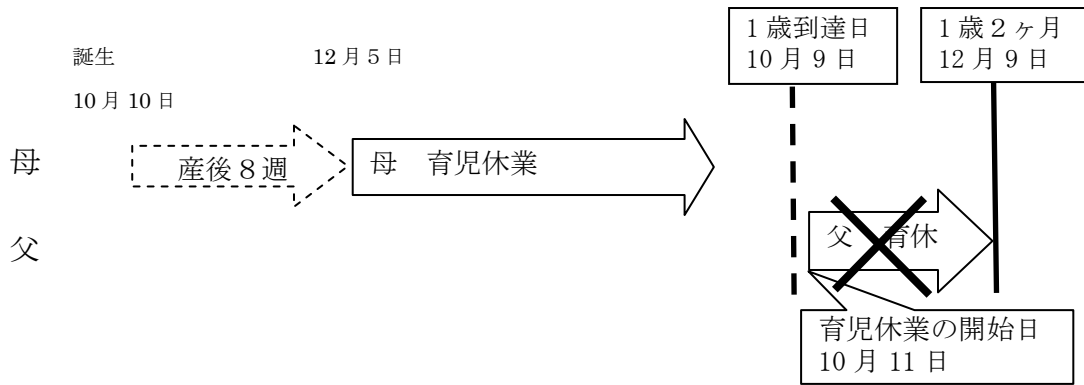 誕生
10月10日
12月5日
1歳到達日
10月9日
1歳2ヶ月
12月9日
母
産後8週
母 育児休業
父
父 育休
育児休業の開始日
10月11日